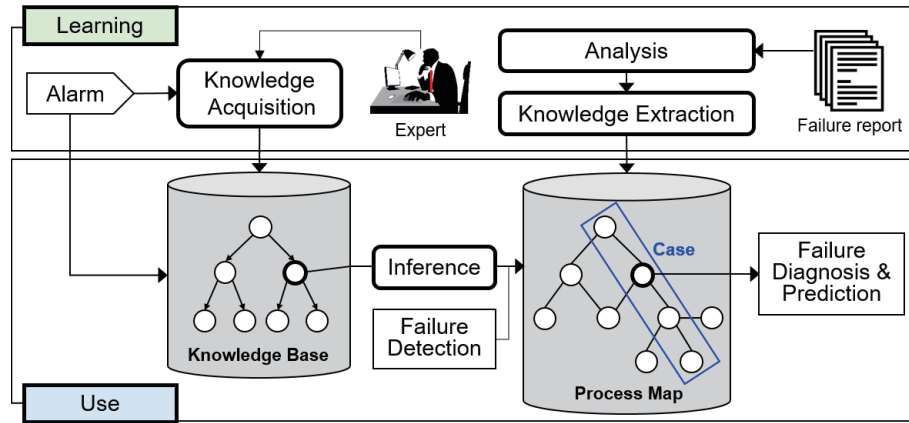 Learning
Alarm
Knowledge
Acquisition
Expert
Analysis
Knowledge Extraction
Failure report
Knowledge Base
Inference
Failure
Detection
Case
Process Map
Failure
Diagnosis &
Prediction
Use